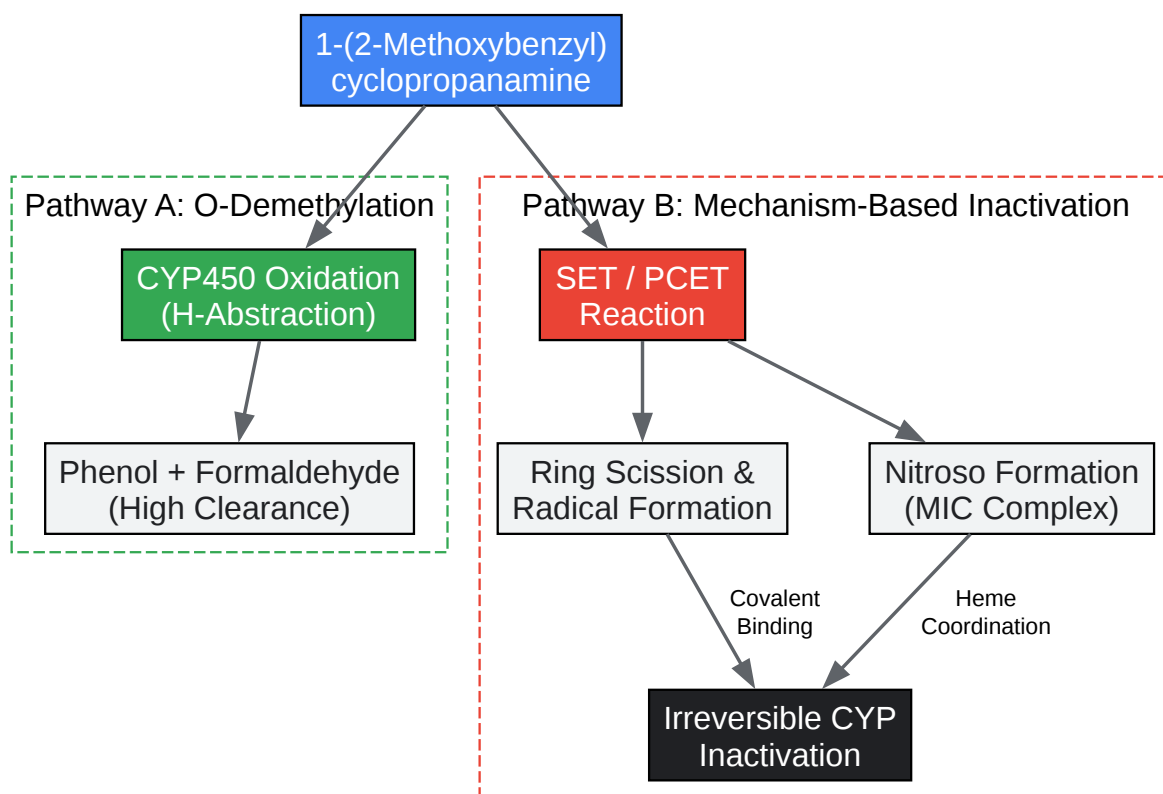 1-(2-Methoxybenzyl)
cyclopropanamine
Pathway A: O-Demethylation
Pathway B: Mechanism-Based Inactivation
CYP450 Oxidation
(H-Abstraction)
SET / PCET
Reaction
Phenol + Formaldehyde
(High Clearance)
Ring Scission &
Radical Formation
Nitroso Formation
(MIC Complex)
Covalent
Binding
Heme
Coordination
Irreversible CYP
Inactivation